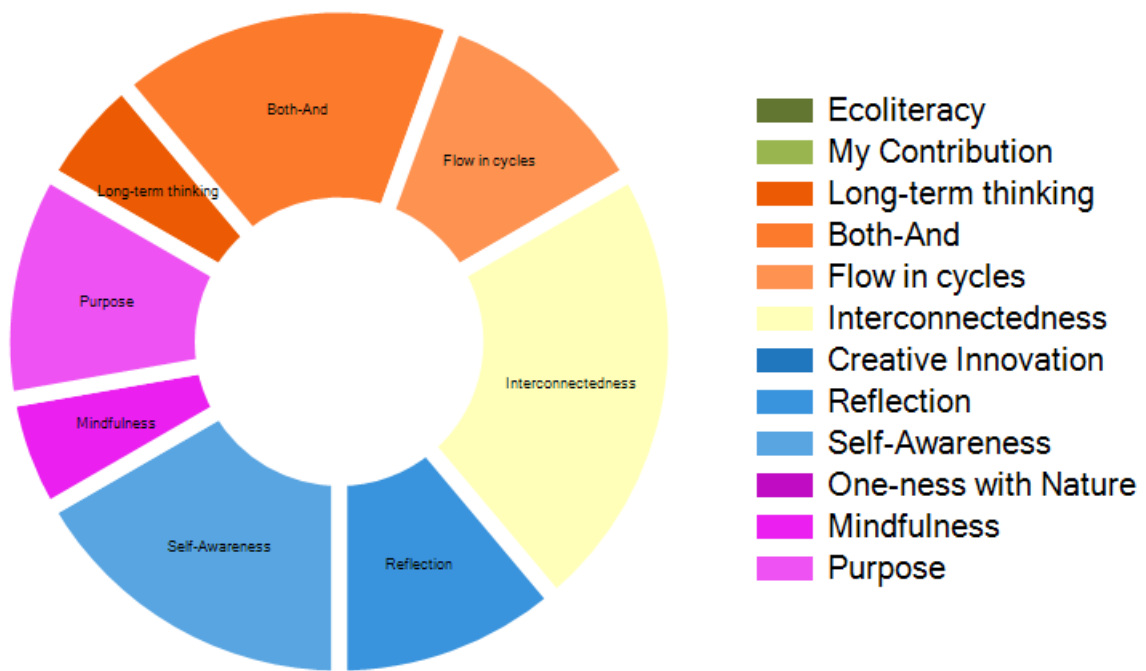 Both-And
Flow in cycles
Long-term thinking
Purpose
Interconnectedness
Mindfulness
Self-Awareness
Reflection
Ecoliteracy
My Contribution
Long-term thinking
Both-And
Flow in cycles
Interconnectedness
Creative Innovation
Reflection
Self-Awareness
One-ness with Nature
Mindfulness
Purpose